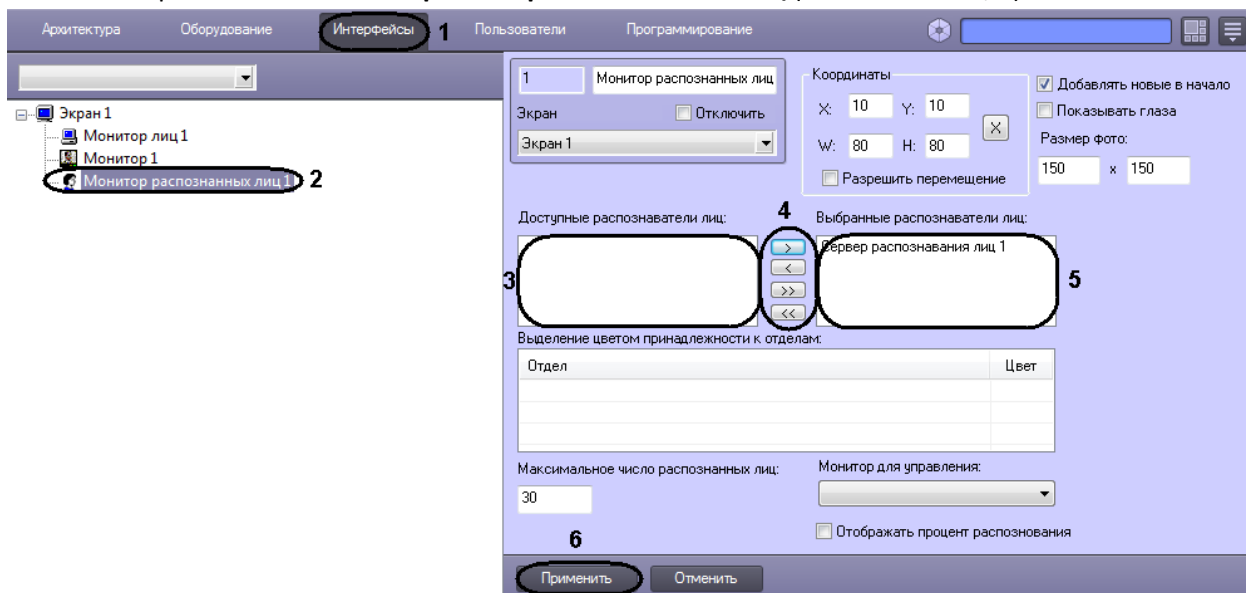 Архитектура Оборудование Интерфейсы 1 Пользователи Программирование
Экран 1
Монитор лиц 1
Монитор 1
Монитор распознанных лиц 1 2
1 Монитор распознанных лиц
Экран Отключить
Экран 1
Координаты
X: 10 Y: 10
X
W: 80 H: 80
Разрешить перемещение
Добавлять новые в начало
Показывать глаза
Размер фото:
150 x 150
Доступные распознаватели лиц: 4 Выбранные распознаватели лиц:
> Сервер распознавания лиц 1
<
3 5
>>
<<
Выделение цветом принадлежности к отделам:
Отдел Цвет
Максимальное число распознанных лиц: Монитор для управления:
30
Отображать процент распознования
6
Применить Отменить